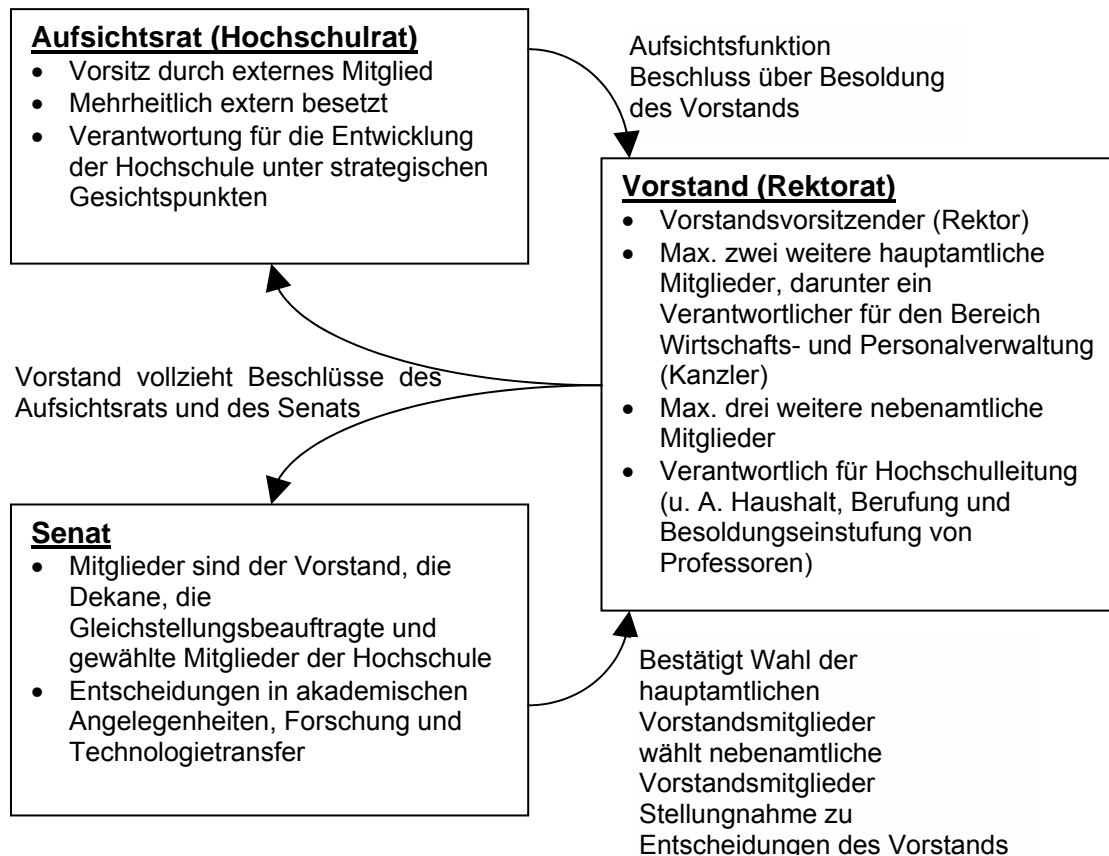 Aufsichtsrat (Hochschulrat)
• Vorsitz durch externes Mitglied
• Mehrheitlich extern besetzt
• Verantwortung für die Entwicklung
der Hochschule unter strategischen
Gesichtspunkten
Aufsichtsfunktion
Beschluss über Besoldung
des Vorstands
Vorstand (Rektorat)
• Vorstandsvorsitzender (Rektor)
• Max. zwei weitere hauptamtliche
Mitglieder, darunter ein
Verantwortlicher für den Bereich
Wirtschafts- und Personalverwaltung
(Kanzler)
• Max. drei weitere nebenamtliche
Mitglieder
• Verantwortlich für Hochschulleitung
(u. A. Haushalt, Berufung und
Besoldungseinstufung von
Professoren)
Vorstand vollzieht Beschlüsse des
Aufsichtsrats und des Senats
Senat
• Mitglieder sind der Vorstand, die
Dekane, die
Gleichstellungsbeauftragte und
gewählte Mitglieder der Hochschule
• Entscheidungen in akademischen
Angelegenheiten, Forschung und
Technologietransfer
Bestätigt Wahl der
hauptamtlichen
Vorstandsmitglieder
wählt nebenamtliche
Vorstandsmitglieder
Stellungnahme zu
Entscheidungen des Vorstands